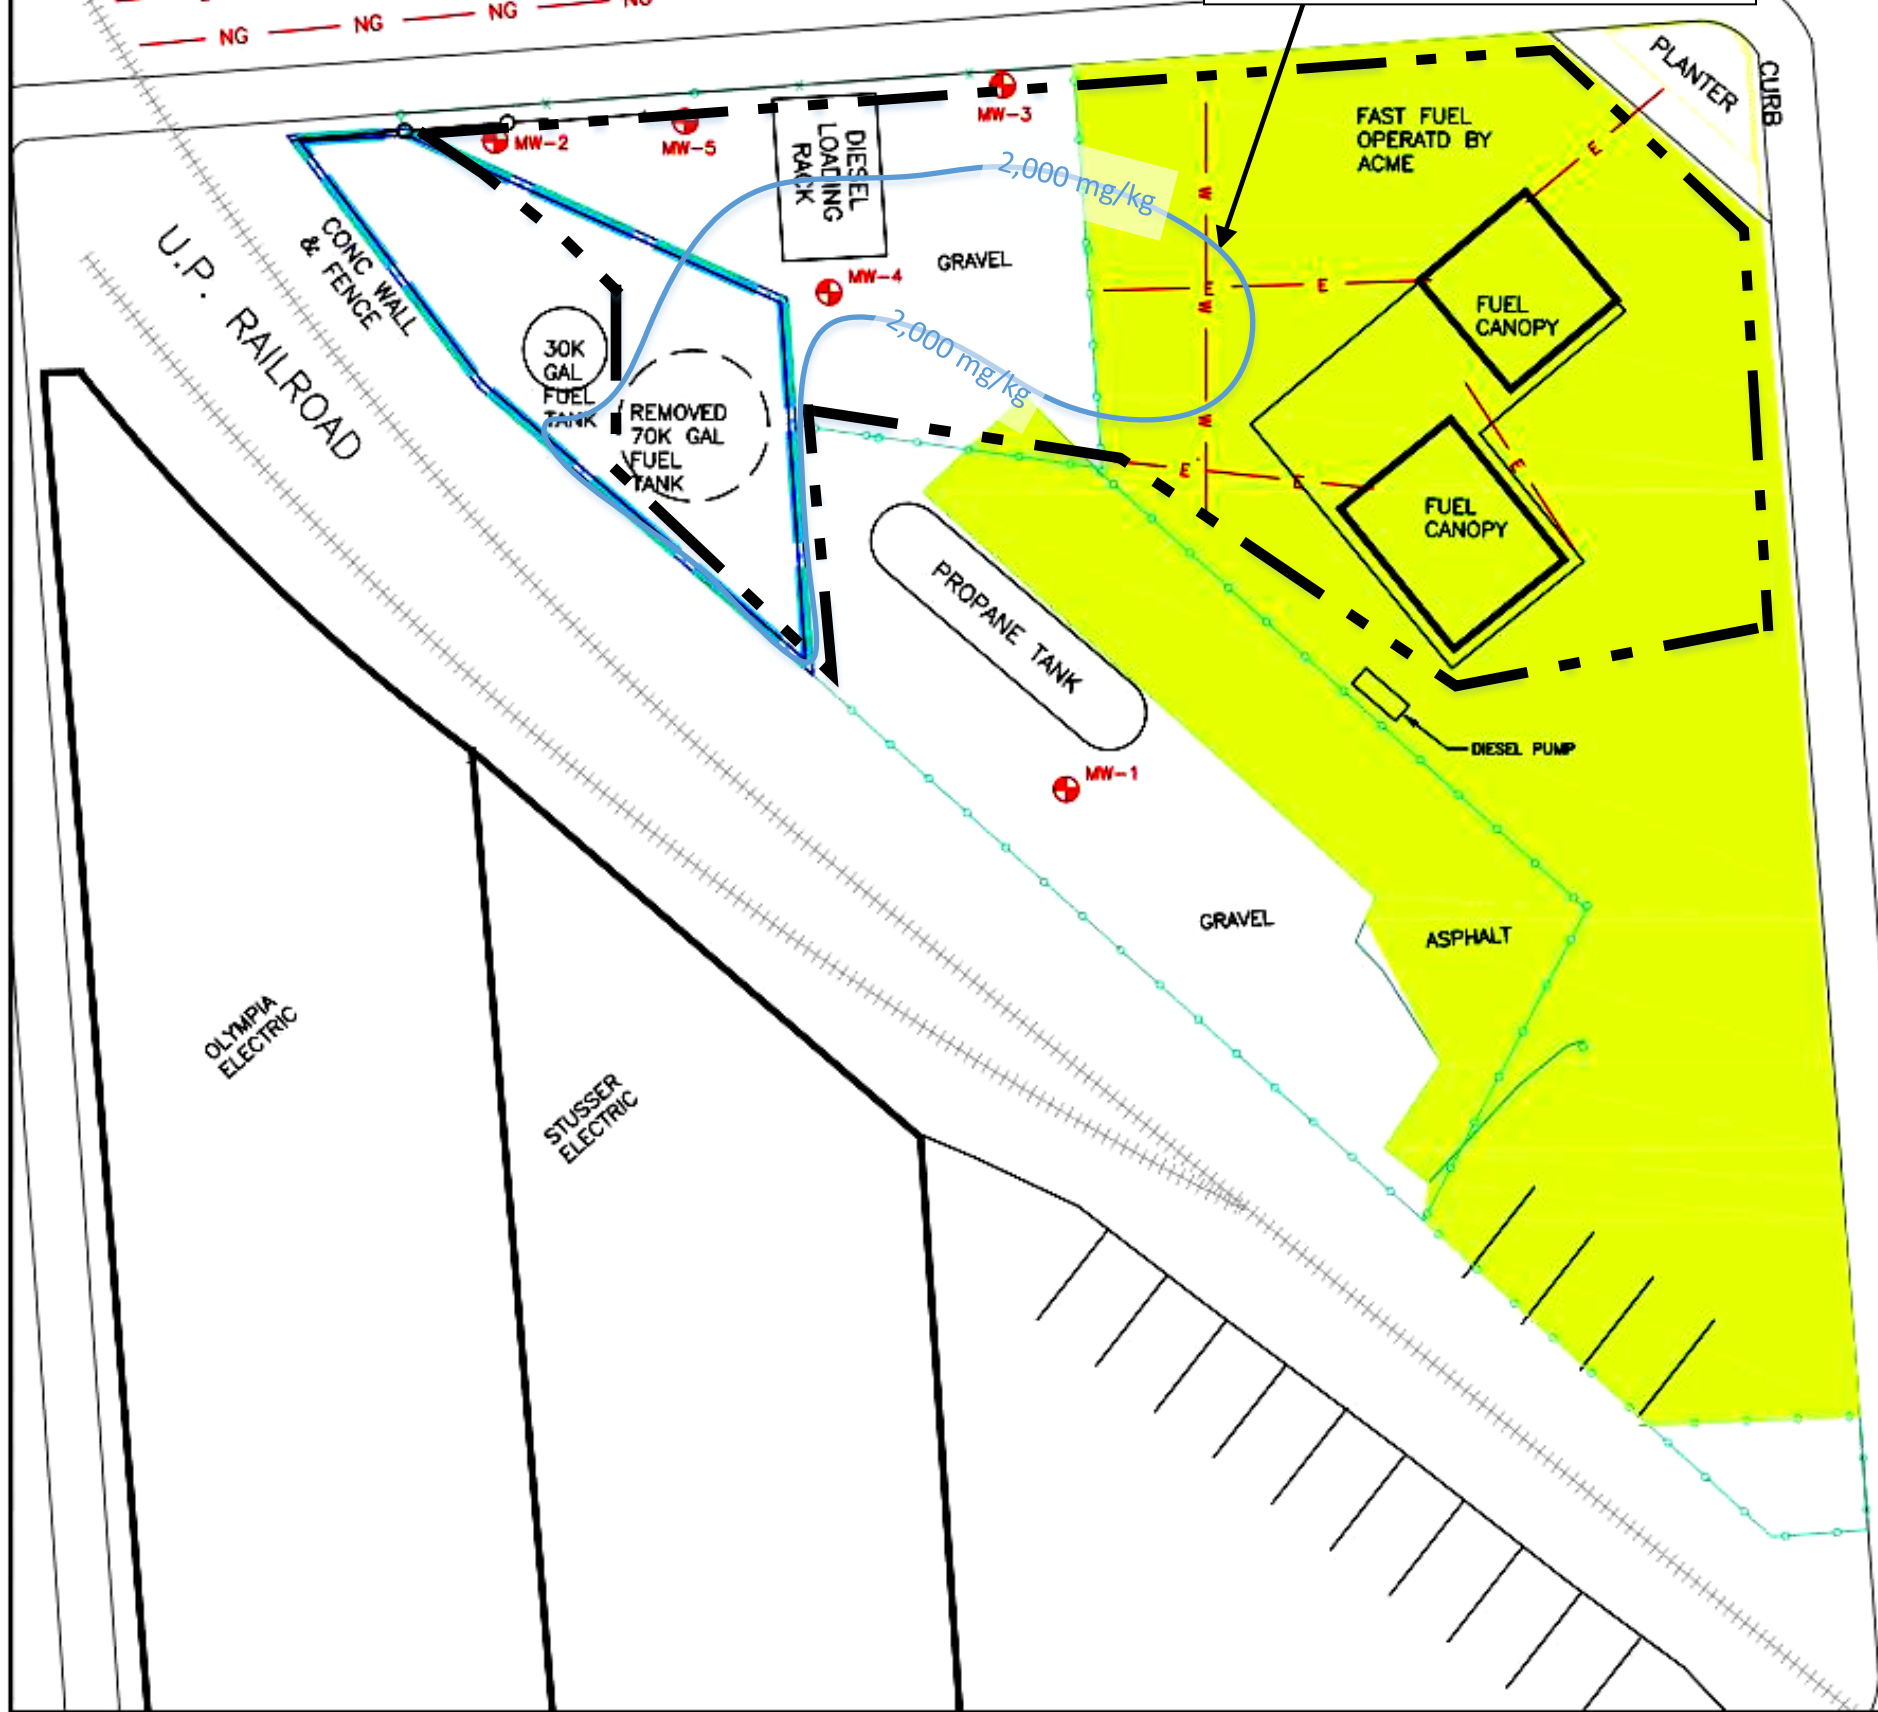 NG
NG
NG
NG
PLANTER
CURB
FAST FUEL
OPERATD BY
ACME
MW-3
MW-2
MW-5
DIESEL
LOADING
RACK
2,000 mg/kg
W
E
CONC WALL
& FENCE
U.P. RAILROAD
MW-4
GRAVEL
E
W
E
FUEL
CANOPY
2,000 mg/kg
30K
GAL
FUEL
TANK
REMOVED
70K GAL
FUEL
TANK
W
E
E
E
FUEL
CANOPY
PROPANE TANK
DIESEL PUMP
MW-1
GRAVEL
ASPHALT
OLYMPIA
ELECTRIC
STUSSER
ELECTRIC